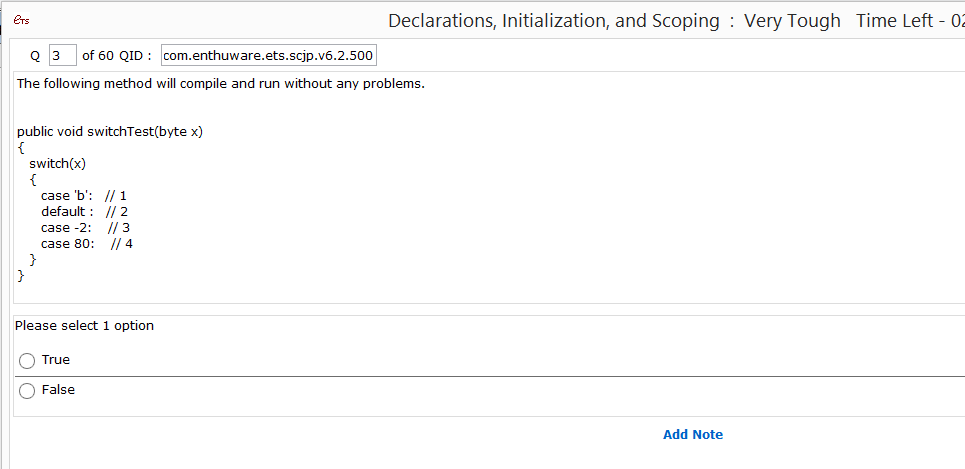 eTS
Declarations, Initialization, and Scoping : Very Tough Time Left - 02
Q 3 of 60 QID : com.enthuware.ets.scjp.v6.2.500
The following method will compile and run without any problems.
public void switchTest(byte x)
{
switch(x)
{
case 'b': // 1
default : // 2
case -2: // 3
case 80: // 4
}
}
Please select 1 option
True
False
Add Note